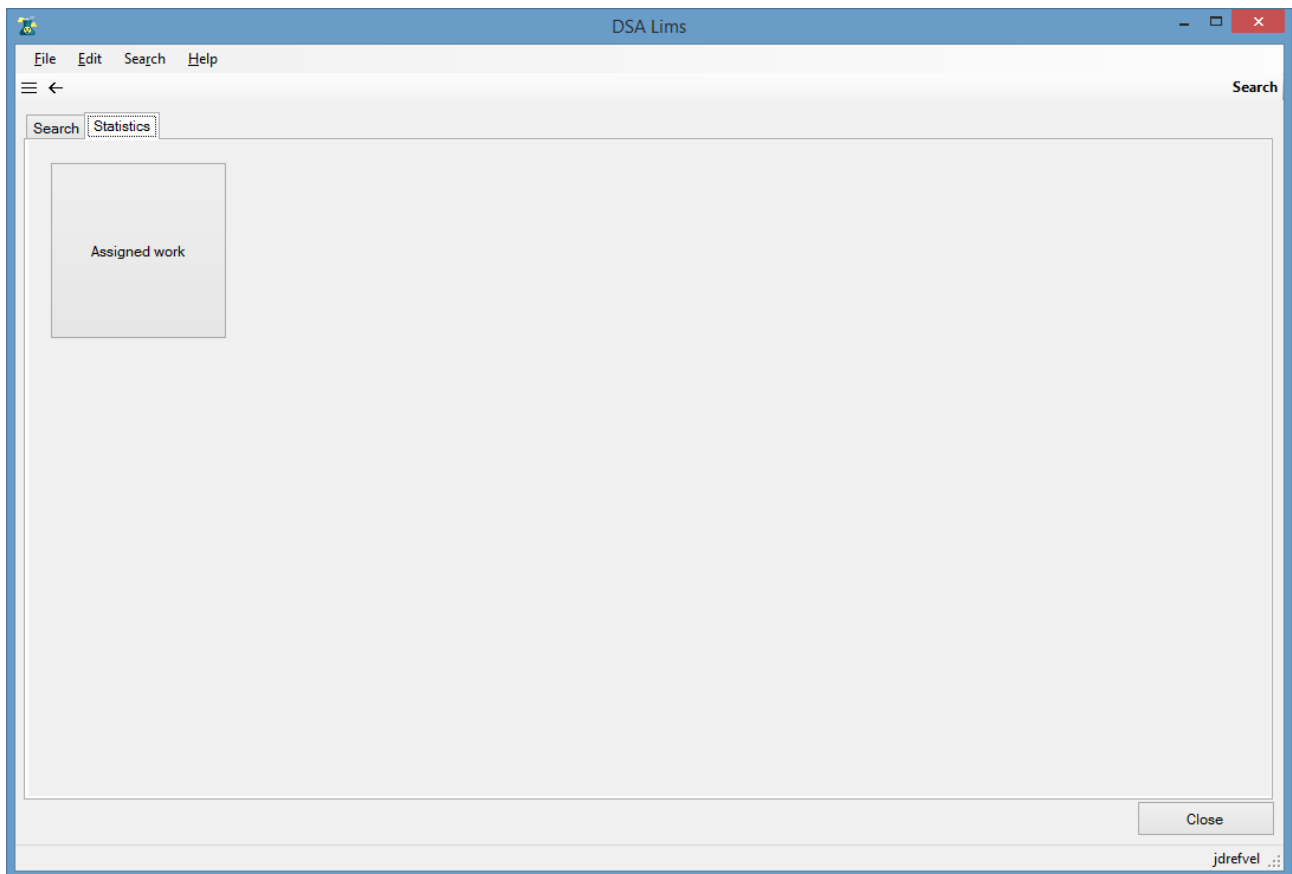 DSA Lims
File Edit Search Help
Search
Search Statistics
Assigned work
Close
jdrefvel